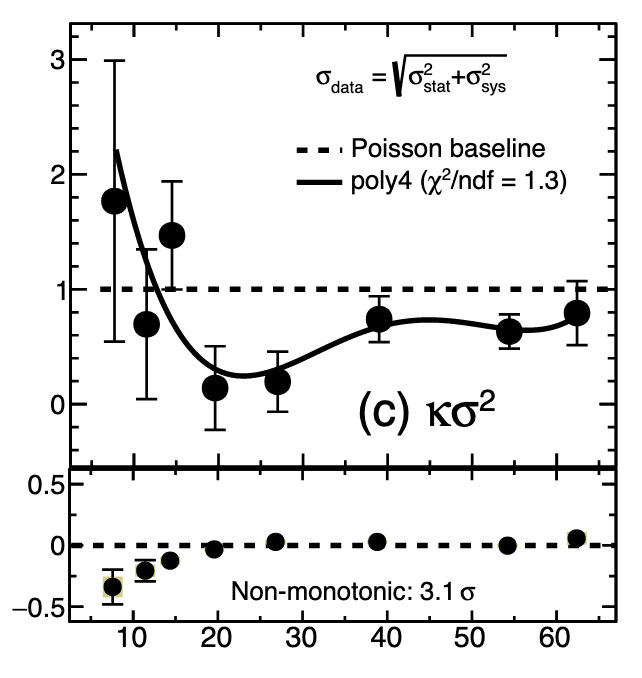 3
σdata = √σ²stat+σ²sys
Poisson baseline
2
poly4 (χ²/ndf = 1.3)
1
0
(c) κσ²
0.5
0
Non-monotonic: 3.1 σ
−0.5
10 20 30 40 50 60